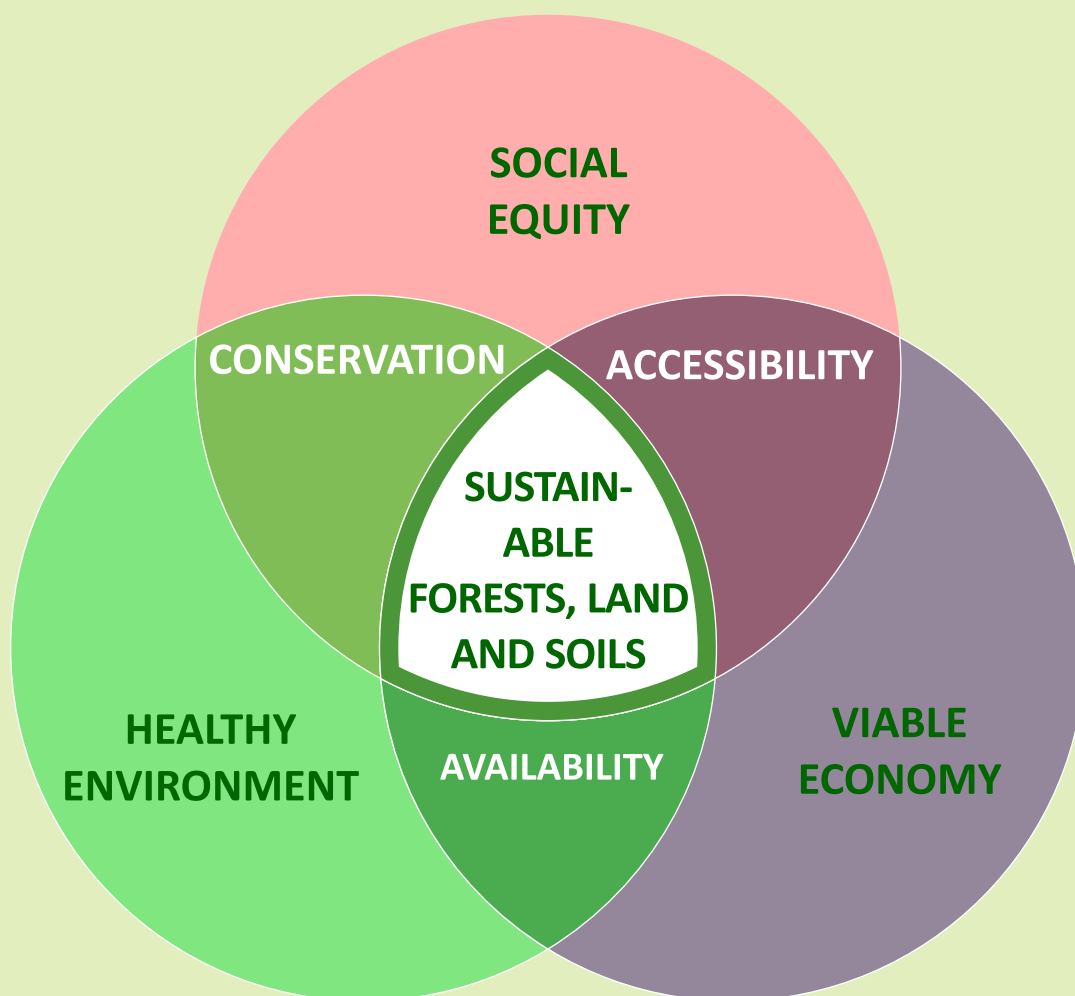 SOCIAL
EQUITY
CONSERVATION
ACCESSIBILITY
SUSTAIN-
ABLE
FORESTS, LAND
AND SOILS
HEALTHY
ENVIRONMENT
AVAILABILITY
VIABLE
ECONOMY